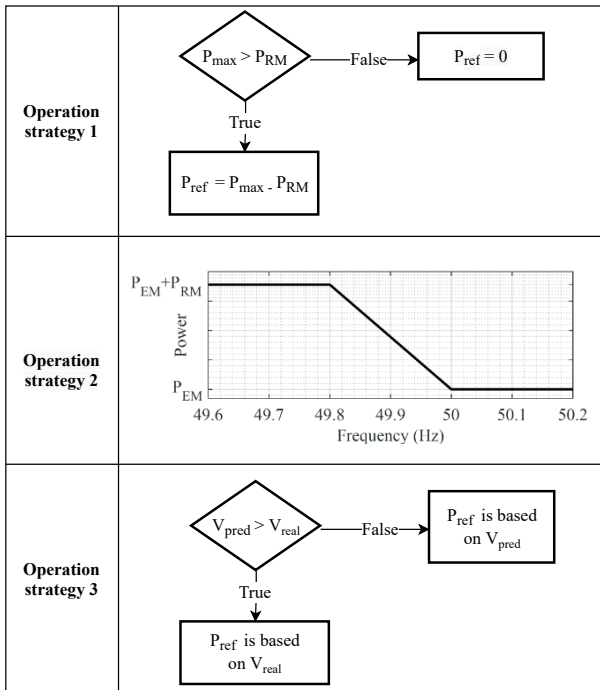 Operation
strategy 1
P_max > P_RM
False
P_ref = 0
True
P_ref = P_max - P_RM
Operation
strategy 2
P_EM+P_RM
Power
P_EM
49.6 49.7 49.8 49.9 50 50.1 50.2
Frequency (Hz)
Operation
strategy 3
V_pred > V_real
False
P_ref is based
on V_pred
True
P_ref is based
on V_real